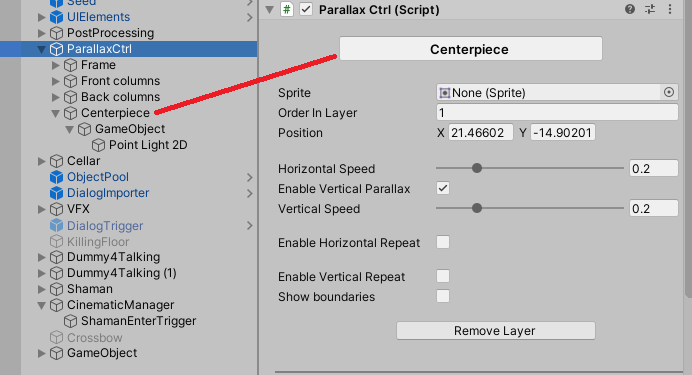 Seed
UIElements
PostProcessing
ParallaxCtrl
Frame
Front columns
Back columns
Centerpiece
GameObject
Point Light 2D
Cellar
ObjectPool
DialogImporter
VFX
DialogTrigger
KillingFloor
Dummy4Talking
Dummy4Talking (1)
Shaman
CinematicManager
ShamanEnterTrigger
Crossbow
GameObject
# Parallax Ctrl (Script)
Centerpiece
Sprite None (Sprite)
Order In Layer 1
Position X 21.46602 Y -14.90201
Horizontal Speed 0.2
Enable Vertical Parallax
Vertical Speed 0.2
Enable Horizontal Repeat
Enable Vertical Repeat
Show boundaries
Remove Layer